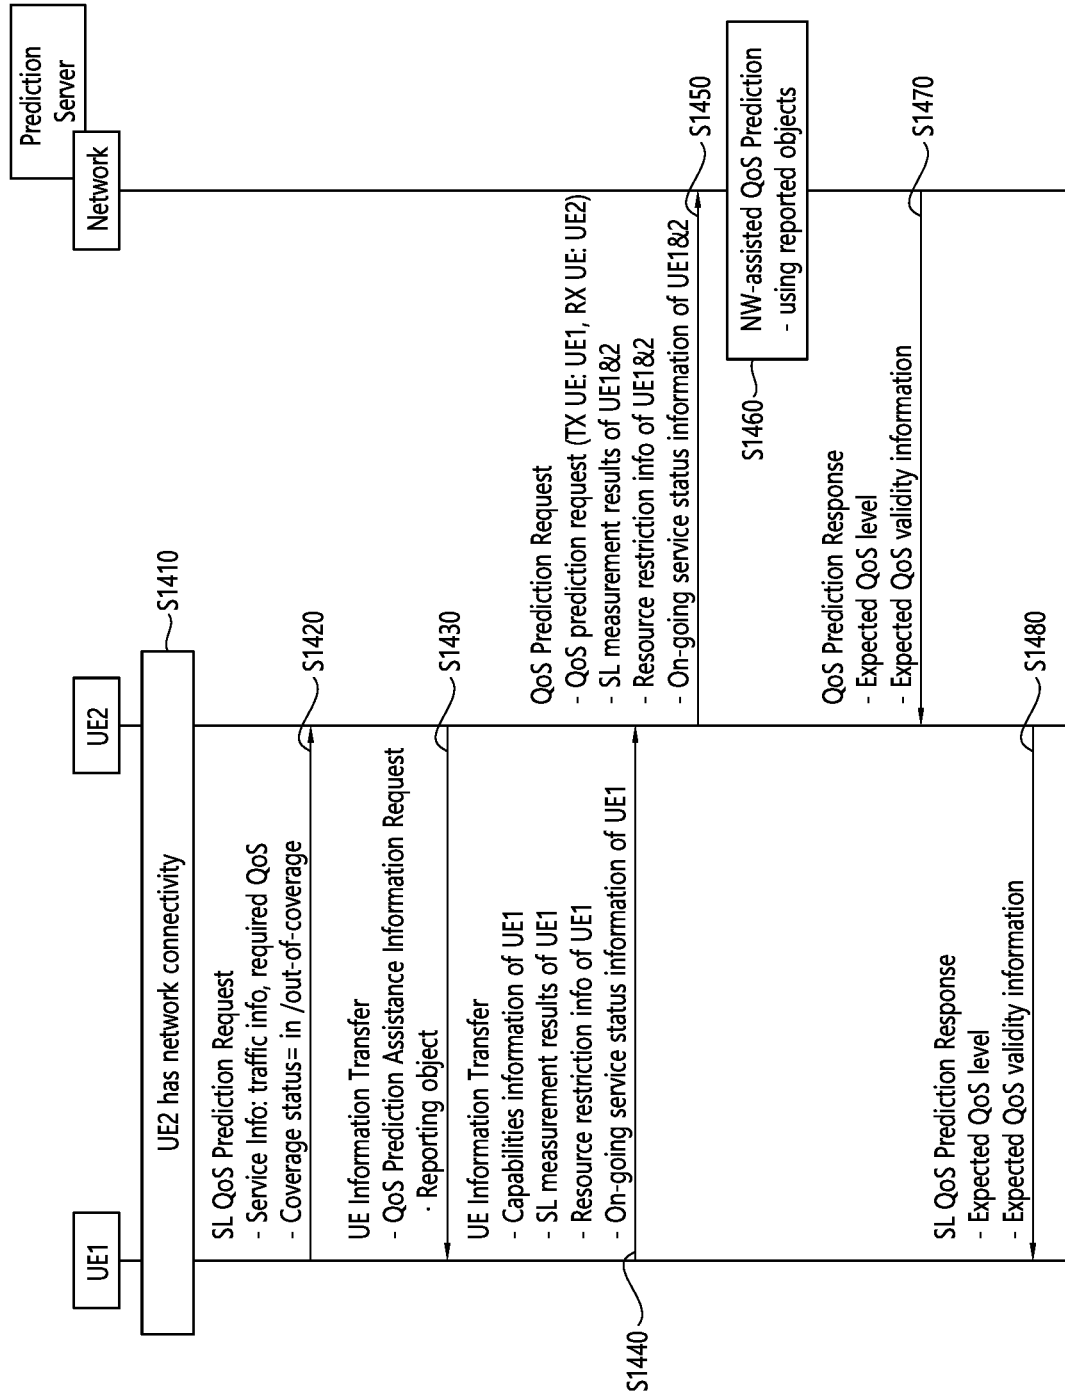 Prediction
Server
Network
UE2
UE1
UE2 has network connectivity
S1410
SL QoS Prediction Request
- Service Info: traffic info, required QoS
- Coverage status= in /out-of-coverage
S1420
UE Information Transfer
- QoS Prediction Assistance Information Request
· Reporting object
S1430
UE Information Transfer
- Capabilities information of UE1
- SL measurement results of UE1
- Resource restriction info of UE1
- On-going service status information of UE1
S1440
QoS Prediction Request
- QoS prediction request (TX UE: UE1, RX UE: UE2)
- SL measurement results of UE1&2
- Resource restriction info of UE1&2
- On-going service status information of UE1&2
S1450
NW-assisted QoS Prediction
- using reported objects
S1460
QoS Prediction Response
- Expected QoS level
- Expected QoS validity information
S1470
SL QoS Prediction Response
- Expected QoS level
- Expected QoS validity information
S1480